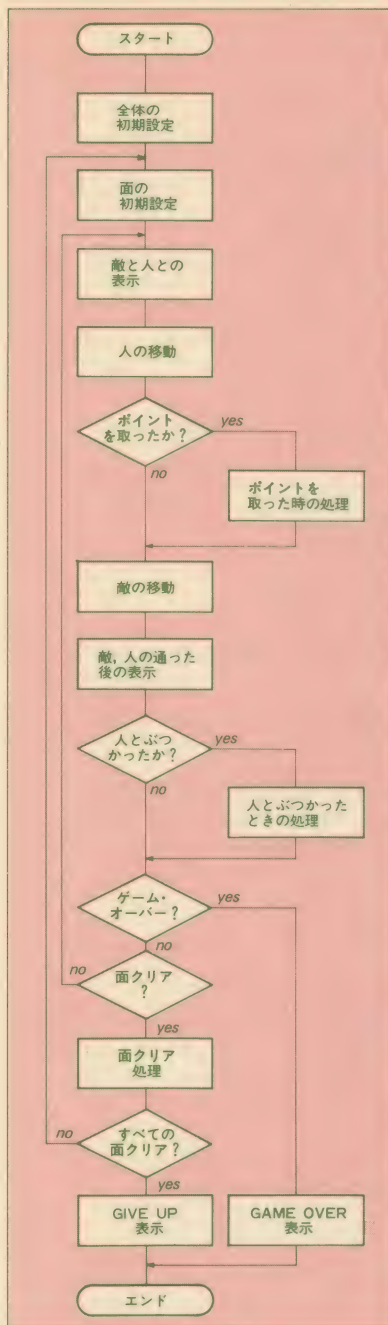 スタート
全体の
初期設定
面の
初期設定
敵と人との
表示
人の移動
ポイント
を取ったか？
yes
no
ポイントを
取った時の処理
敵の移動
敵，人の通った
後の表示
人とぶつ
かったか？
yes
no
人とぶつかった
ときの処理
ゲーム・
オーバー？
yes
no
面クリア
？
no
yes
面クリア
処理
すべての
面クリア？
no
yes
GIVE UP
表示
GAME OVER
表示
エンド